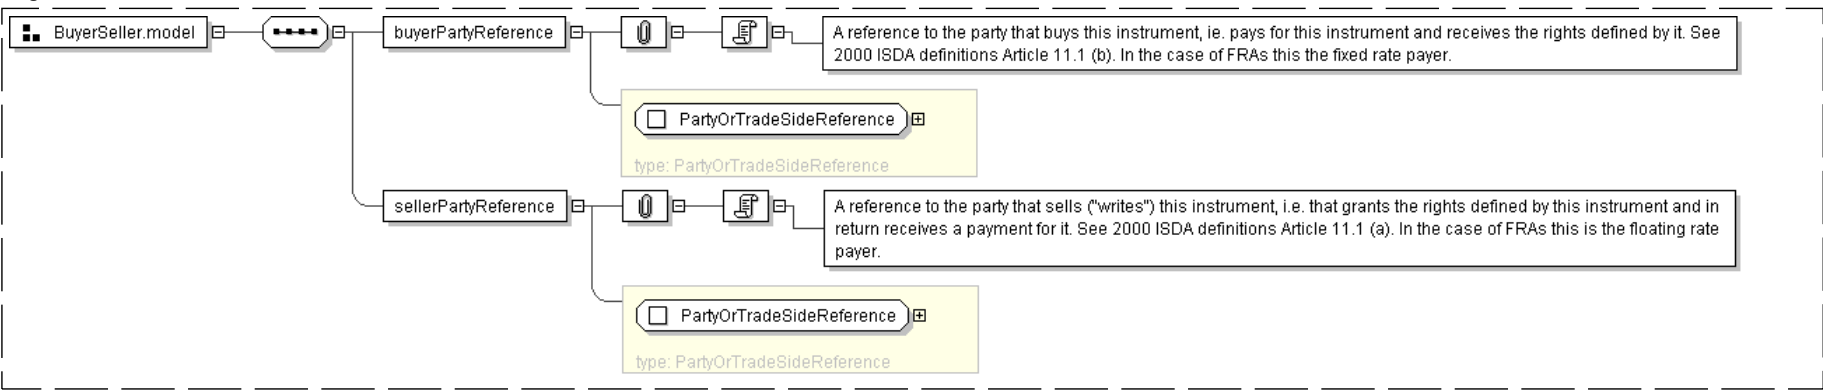 BuyerSeller.model
buyerPartyReference
A reference to the party that buys this instrument, ie. pays for this instrument and receives the rights defined by it. See
2000 ISDA definitions Article 11.1 (b). In the case of FRAs this the fixed rate payer.
PartyOrTradeSideReference
type: PartyOrTradeSideReference
sellerPartyReference
A reference to the party that sells ("writes") this instrument, i.e. that grants the rights defined by this instrument and in
return receives a payment for it. See 2000 ISDA definitions Article 11.1 (a). In the case of FRAs this is the floating rate
payer.
PartyOrTradeSideReference
type: PartyOrTradeSideReference